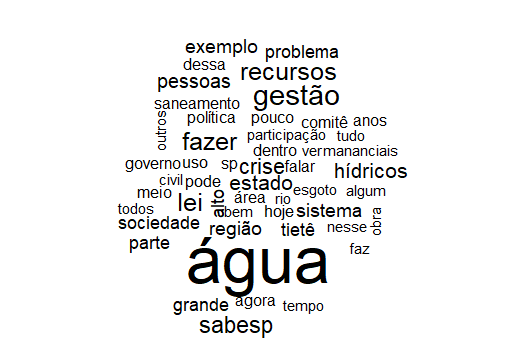 exemplo problema
dessa recursos
pessoas gestão
saneamento
outros política pouco comitê anos
fazer participação tudo
dentro vermananciais
governo uso sp crise falar hídricos
civil pode estado esgoto algum
meio lei alto área rio
todos bem hoje sistema obra
sociedade região tietê nesse
parte faz
água
grande agora tempo
sabesp